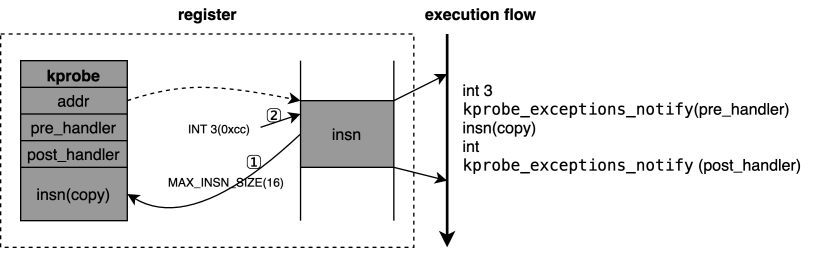 register
execution flow
kprobe
addr
pre_handler
post_handler
insn(copy)
INT 3(0xcc)
2
1
MAX_INSN_SIZE(16)
insn
int 3
kprobe_exceptions_notify(pre_handler)
insn(copy)
int
kprobe_exceptions_notify (post_handler)